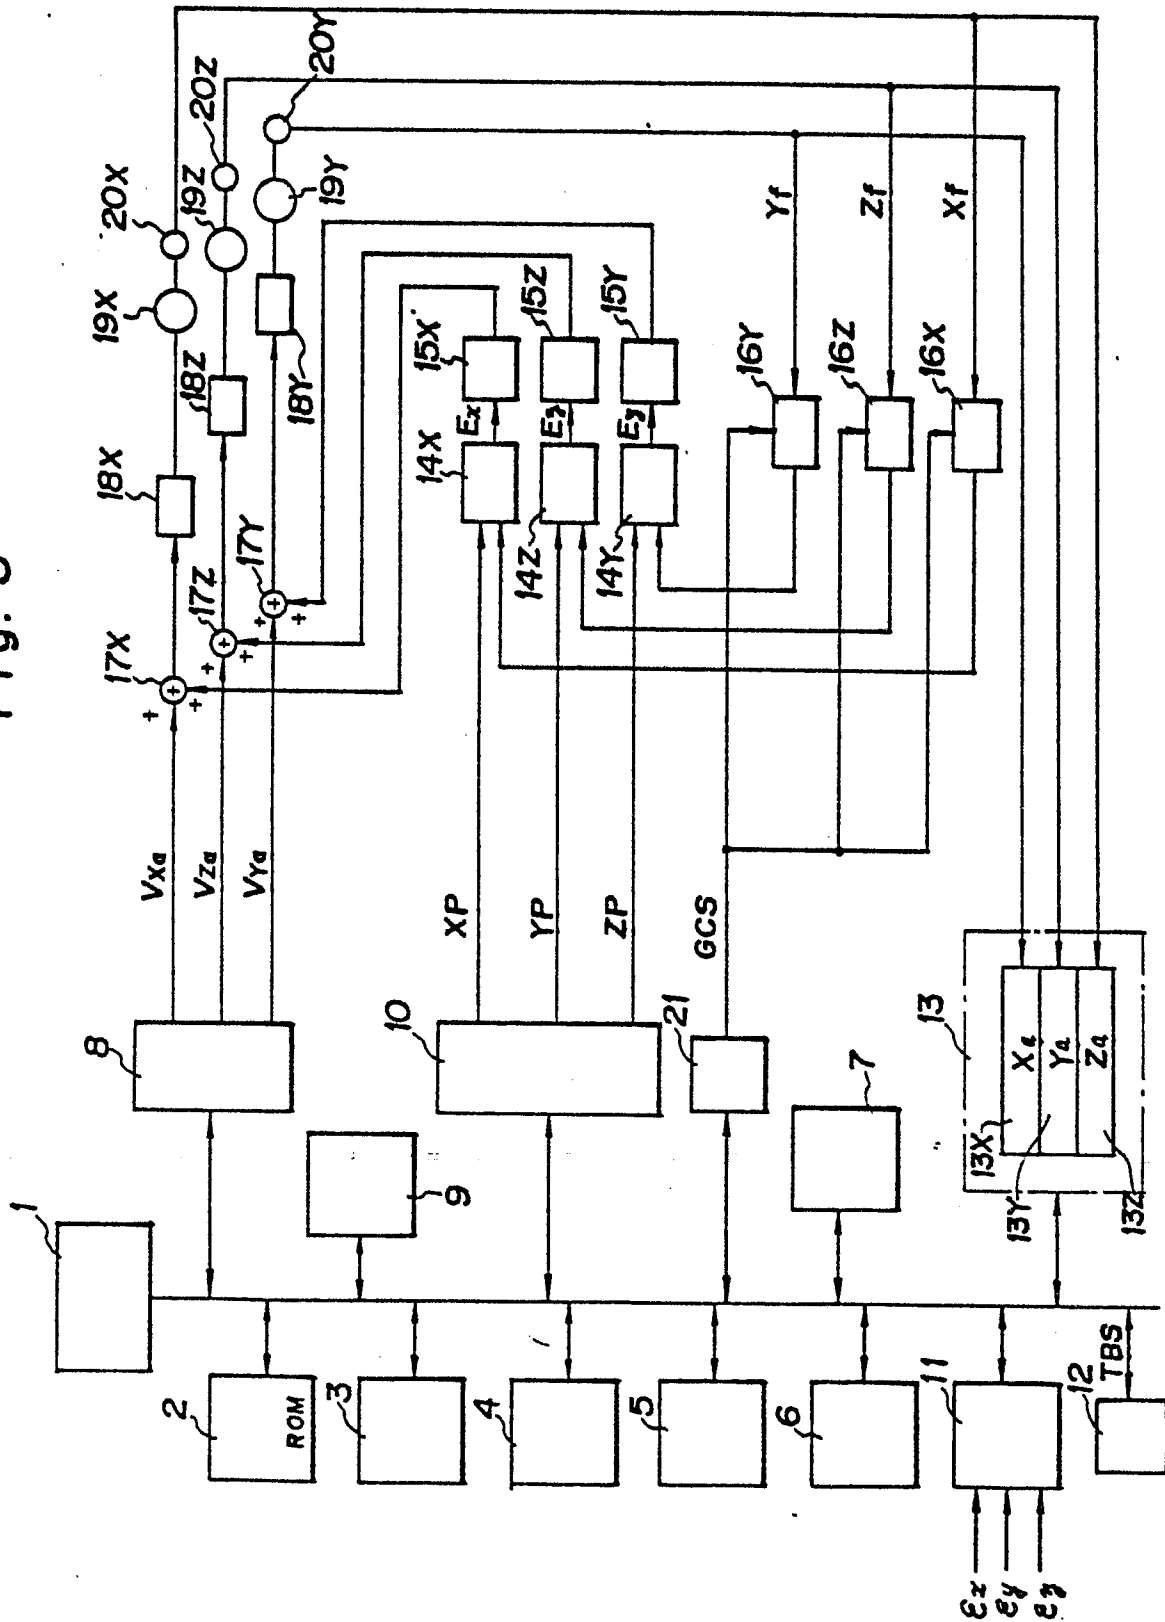 1
8
VXa
VZa
VYa
17X
17Z
17Y
+
+
+
+
+
+
+
+
+
18X
18Z
18Y
19X
19Z
19Y
20X
20Z
20Y
9
10
XP
YP
ZP
14X
14Z
14Y
Ex
Ez
Ey
15X
15Z
15Y
21
GCS
16Y
16Z
16X
Yf
Zf
Xf
7
13
13X
13Y
13Z
Xa
Ya
Za
2
ROM
3
4
5
6
11
12
TBS
εx
εy
εz